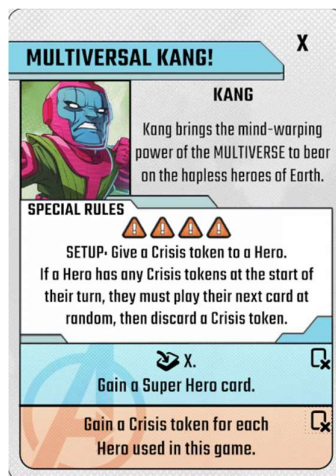 X
MULTIVERSAL KANG!
KANG
Kang brings the mind-warping
power of the MULTIVERSE to bear
on the hapless heroes of Earth.
SPECIAL RULES
SETUP: Give a Crisis token to a Hero.
If a Hero has any Crisis tokens at the start
of their turn, they must play their next card at
random, then discard a Crisis token.
X.
Gain a Super Hero card.
Gain a Crisis token for each
Hero used in this game.